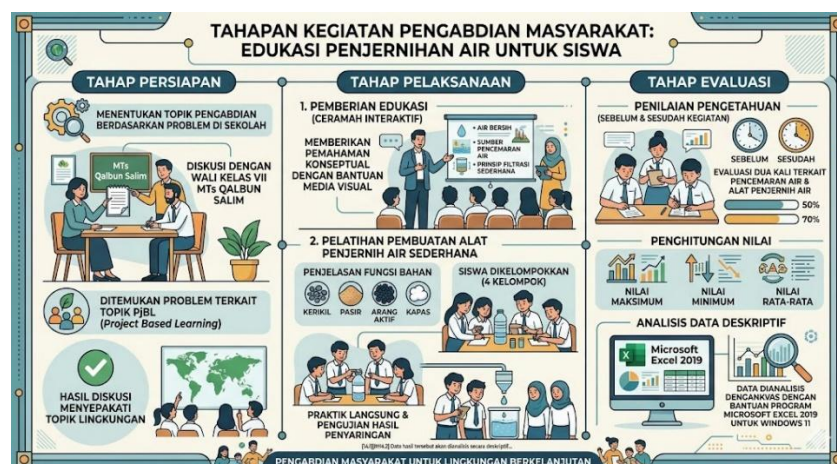 TAHAPAN KEGIATAN PENGABDIAN MASYARAKAT:
EDUKASI PENJERNIHAN AIR UNTUK SISWA
TAHAP PERSIAPAN
MENENTUKAN TOPIK PENGABDIAN
BERDASARKAN PROBLEM DI SEKOLAH
MTs
Qalbun Salim
DISKUSI DENGAN
WALI KELAS VII
MTs QALBUN
SALIM
DITEMUKAN PROBLEM TERKAIT
TOPIK PjBL
(Project Based Learning)
HASIL DISKUSI
MENYEPAKATI
TOPIK LINGKUNGAN
TAHAP PELAKSANAAN
1. PEMBERIAN EDUKASI
(CERAMAH INTERAKTIF)
MEMBERIKAN
PEMAHAMAN
KONSEPTUAL
DENGAN BANTUAN
MEDIA VISUAL
• AIR BERSIH
• SUMBER
PENCEMARAN
AIR
• PRINSIP FILTRASI
SEDERHANA
2. PELATIHAN PEMBUATAN ALAT
PENJERNIH AIR SEDERHANA
PENJELASAN FUNGSI BAHAN
KERIKIL
PASIR
ARANG
AKTIF
KAPAS
SISWA DIKELOMPOKKAN
(4 KELOMPOK)
PRAKTIK LANGSUNG &
PENGUJIAN HASIL
PENYARINGAN
Data hasil tersebut akan dianalisis secara deskriptif...
TAHAP EVALUASI
PENILAIAN PENGETAHUAN
(SEBELUM & SESUDAH KEGIATAN)
SEBELUM
SESUDAH
EVALUASI DUA KALI TERKAIT
PENCEMARAN AIR &
ALAT PENJERNIH AIR
50%
70%
PENGHITUNGAN NILAI
NILAI
MAKSIMUM
NILAI
MINIMUM
NILAI
RATA-RATA
ANALISIS DATA DESKRIPTIF
X
Microsoft
Excel 2019
DATA DIANALISIS
DENGANKVAS DENGAN
BANTUAN PROGRAM
MICROSOFT EXCEL 2019
UNTUK WINDOWS 11
PENGABDIAN MASYARAKAT UNTUK LINGKUNGAN BERKELANJUTAN